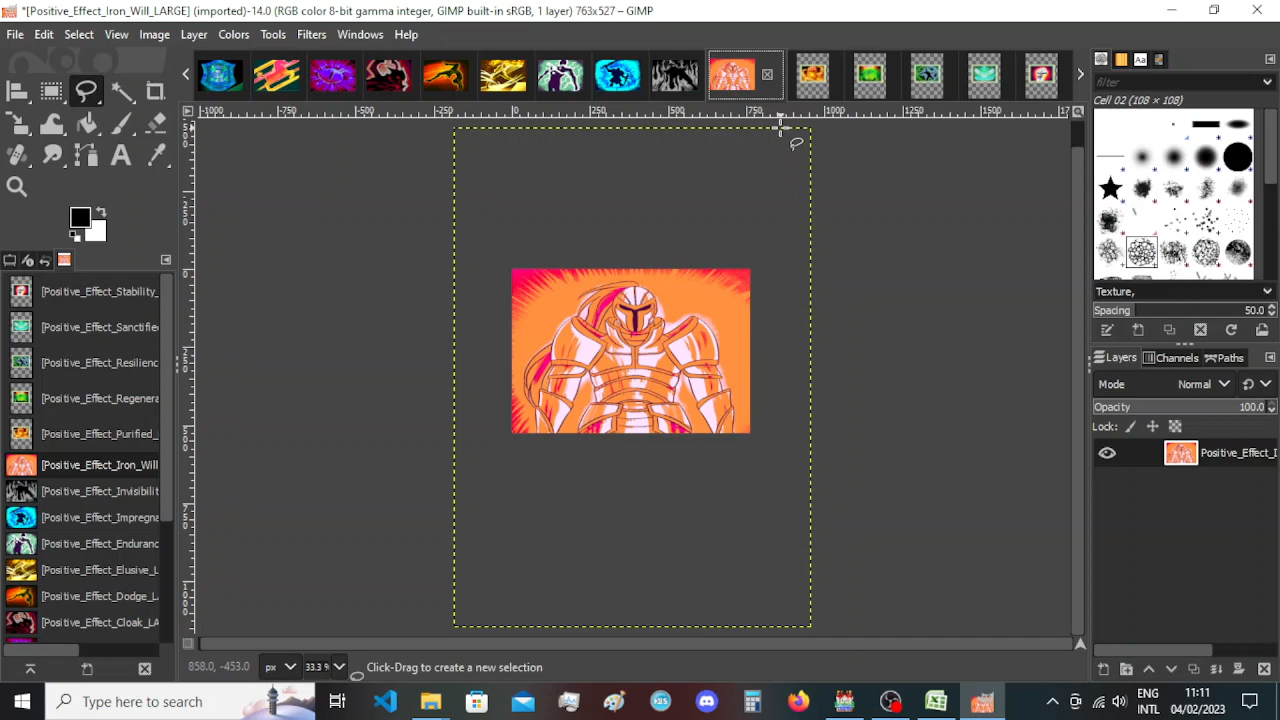 *[Positive_Effect_Iron_Will_LARGE] (imported)-14.0 (RGB color 8-bit gamma integer, GIMP built-in sRGB, 1 layer) 763x527 – GIMP
File Edit Select View Image Layer Colors Tools Filters Windows Help
filter
Cell 02 (108 × 108)
-1000 -750 -500 -250 0 250 500 750 1000 1250 1500
[Positive_Effect_Stability_
[Positive_Effect_Sanctifie
[Positive_Effect_Resilienc
[Positive_Effect_Regenera
[Positive_Effect_Purified_
[Positive_Effect_Iron_Will
[Positive_Effect_Invisibilit
[Positive_Effect_Impregna
[Positive_Effect_Enduranc
[Positive_Effect_Elusive_L
[Positive_Effect_Dodge_L
[Positive_Effect_Cloak_LA
Texture,
Spacing 50.0
Layers Channels Paths
Mode Normal
Opacity 100.0
Lock:
Positive_Effect_I
858.0, -453.0 px 33.3 % Click-Drag to create a new selection
Type here to search
ENG
INTL
11:11
04/02/2023